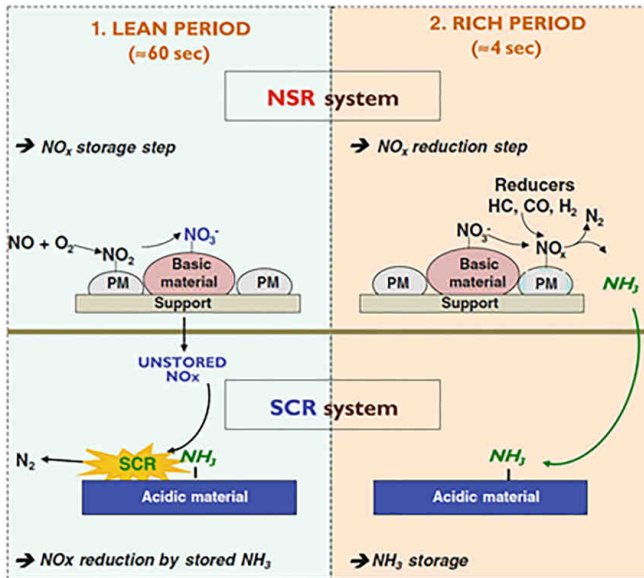 1. LEAN PERIOD
(≈60 sec)
2. RICH PERIOD
(≈4 sec)
NSR system
→ NOx storage step
→ NOx reduction step
Reducers
HC, CO, H2
N2
NO + O2
NO2
NO3-
NO3-
NOx
PM
Basic
material
PM
Support
PM
Basic
material
PM
Support
NH3
UNSTORED
NOx
SCR system
N2
SCR
NH3
Acidic material
NH3
Acidic material
→ NOx reduction by stored NH3
→ NH3 storage